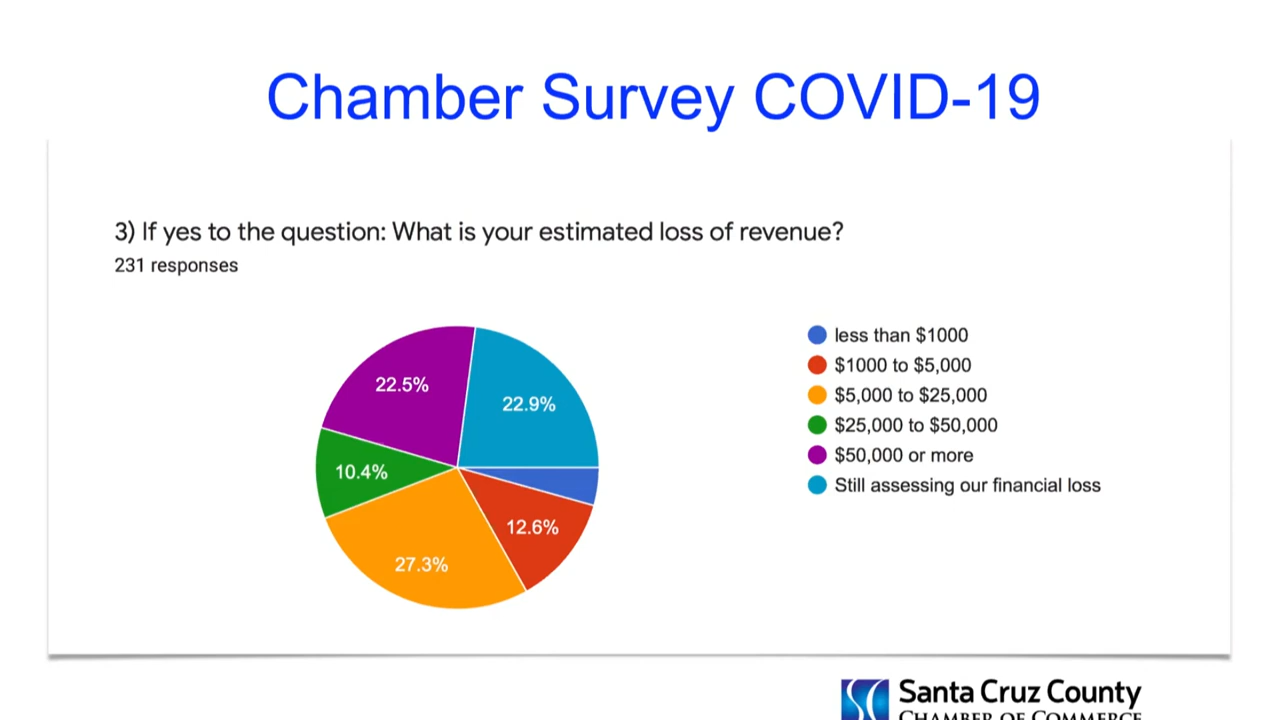 Chamber Survey COVID-19
3) If yes to the question: What is your estimated loss of revenue?
231 responses
22.5%
22.9%
10.4%
12.6%
27.3%
less than $1000
$1000 to $5,000
$5,000 to $25,000
$25,000 to $50,000
$50,000 or more
Still assessing our financial loss
Santa Cruz County
CHAMBER OF COMMERCE